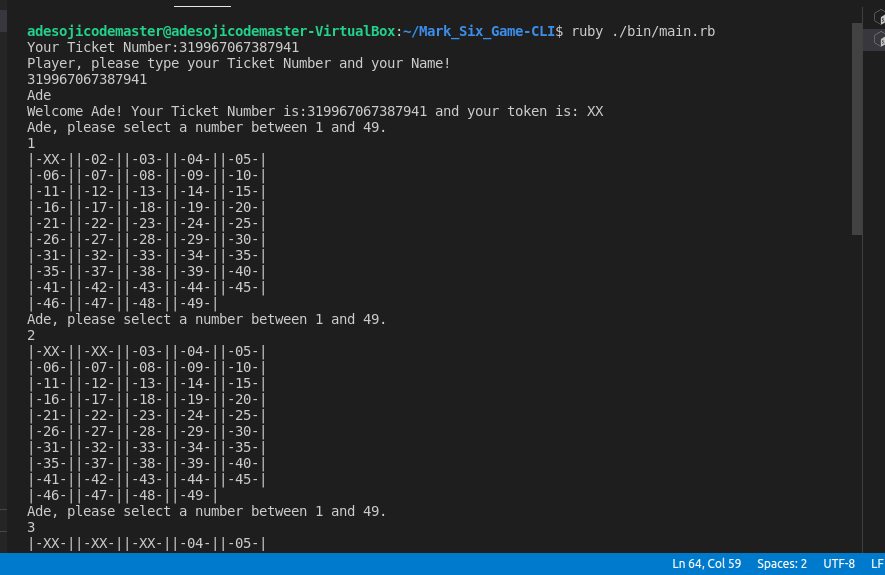 adesojicodemaster@adesojicodemaster-VirtualBox:~/Mark_Six_Game-CLI$ ruby ./bin/main.rb
Your Ticket Number:319967067387941
Player, please type your Ticket Number and your Name!
319967067387941
Ade
Welcome Ade! Your Ticket Number is:319967067387941 and your token is: XX
Ade, please select a number between 1 and 49.
1
|-XX-||-02-||-03-||-04-||-05-|
|-06-||-07-||-08-||-09-||-10-|
|-11-||-12-||-13-||-14-||-15-|
|-16-||-17-||-18-||-19-||-20-|
|-21-||-22-||-23-||-24-||-25-|
|-26-||-27-||-28-||-29-||-30-|
|-31-||-32-||-33-||-34-||-35-|
|-35-||-37-||-38-||-39-||-40-|
|-41-||-42-||-43-||-44-||-45-|
|-46-||-47-||-48-||-49-|
Ade, please select a number between 1 and 49.
2
|-XX-||-XX-||-03-||-04-||-05-|
|-06-||-07-||-08-||-09-||-10-|
|-11-||-12-||-13-||-14-||-15-|
|-16-||-17-||-18-||-19-||-20-|
|-21-||-22-||-23-||-24-||-25-|
|-26-||-27-||-28-||-29-||-30-|
|-31-||-32-||-33-||-34-||-35-|
|-35-||-37-||-38-||-39-||-40-|
|-41-||-42-||-43-||-44-||-45-|
|-46-||-47-||-48-||-49-|
Ade, please select a number between 1 and 49.
3
|-XX-||-XX-||-XX-||-04-||-05-|
Ln 64, Col 59 Spaces: 2 UTF-8 LF